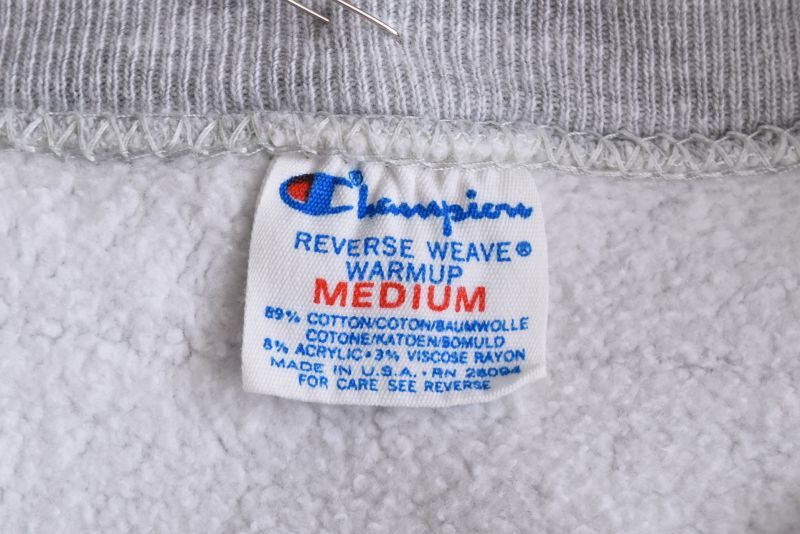 Champion
REVERSE WEAVE®
WARMUP
MEDIUM
89% COTTON/COTON/BAUMWOLLE
COTONE/KATOEN/BOMULD
8% ACRYLIC • 3% VISCOSE RAYON
MADE IN U.S.A. • RN 26094
FOR CARE SEE REVERSE